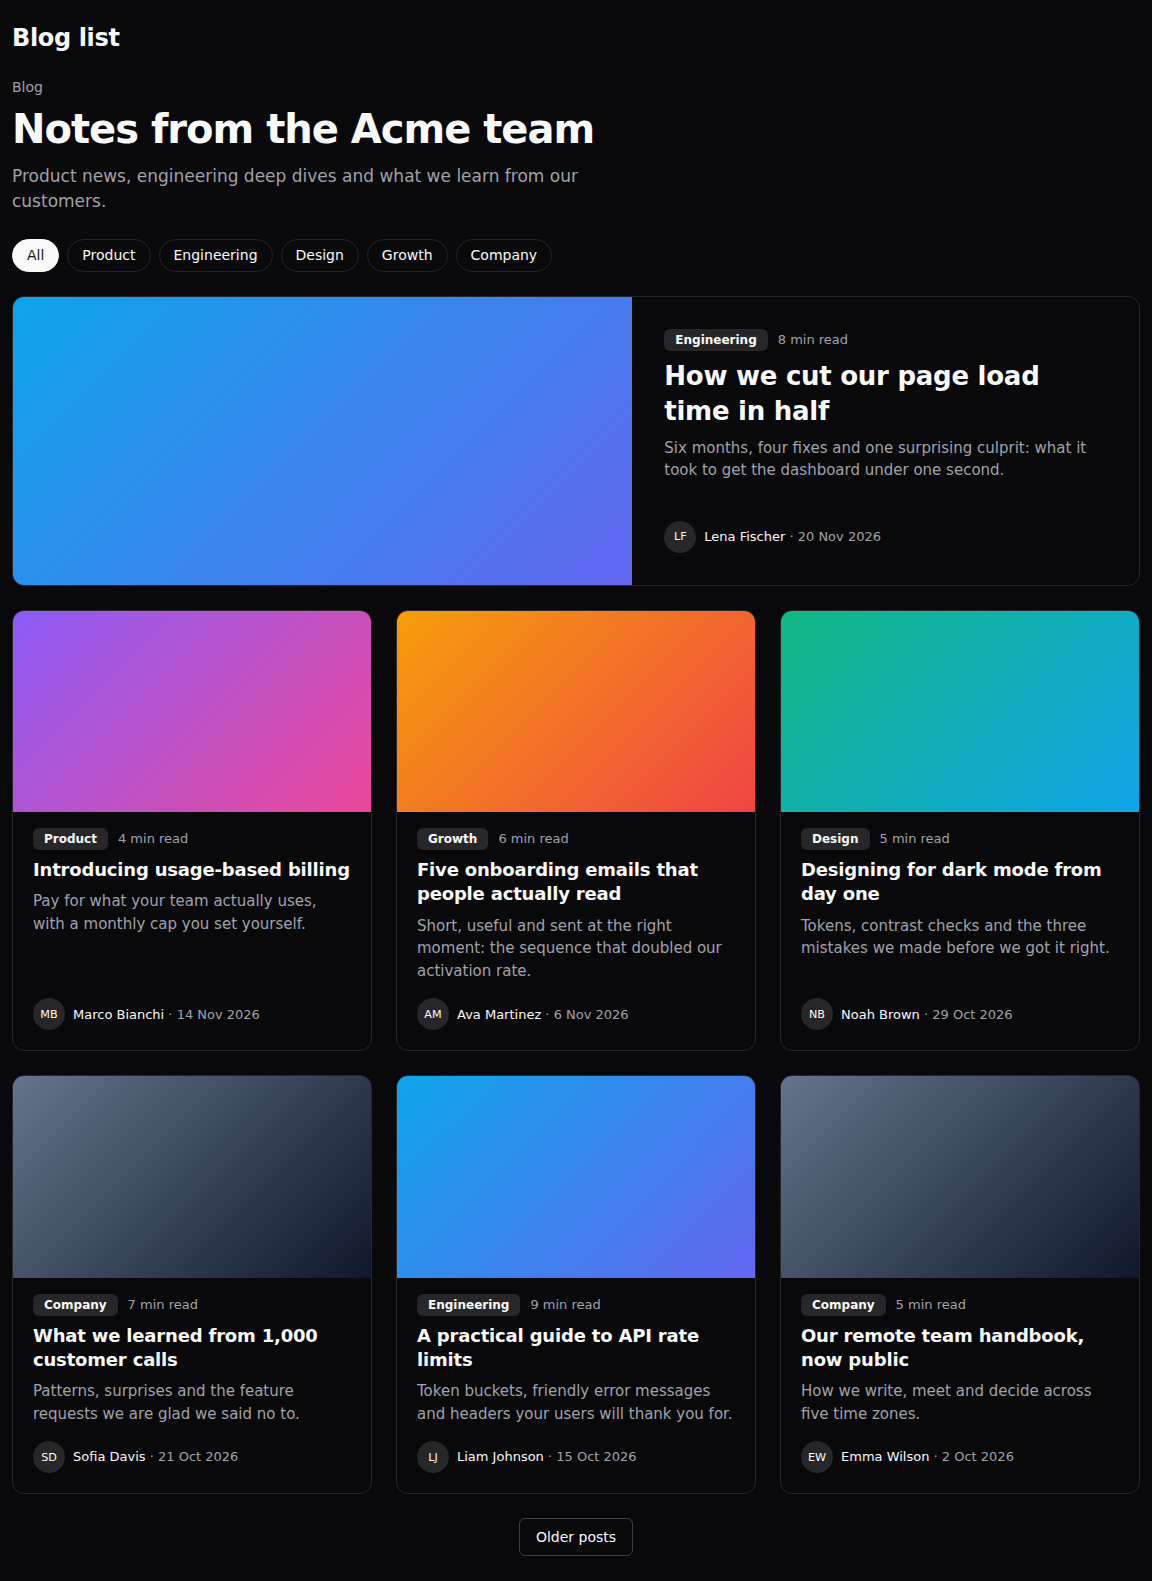 Blog list
Blog
Notes from the Acme team
Product news, engineering deep dives and what we learn from our
customers.
All
Product
Engineering
Design
Growth
Company
Engineering 8 min read
How we cut our page load
time in half
Six months, four fixes and one surprising culprit: what it
took to get the dashboard under one second.
LF Lena Fischer · 20 Nov 2026
Product 4 min read
Introducing usage-based billing
Pay for what your team actually uses,
with a monthly cap you set yourself.
MB Marco Bianchi · 14 Nov 2026
Growth 6 min read
Five onboarding emails that
people actually read
Short, useful and sent at the right
moment: the sequence that doubled our
activation rate.
AM Ava Martinez · 6 Nov 2026
Design 5 min read
Designing for dark mode from
day one
Tokens, contrast checks and the three
mistakes we made before we got it right.
NB Noah Brown · 29 Oct 2026
Company 7 min read
What we learned from 1,000
customer calls
Patterns, surprises and the feature
requests we are glad we said no to.
SD Sofia Davis · 21 Oct 2026
Engineering 9 min read
A practical guide to API rate
limits
Token buckets, friendly error messages
and headers your users will thank you for.
LJ Liam Johnson · 15 Oct 2026
Company 5 min read
Our remote team handbook,
now public
How we write, meet and decide across
five time zones.
EW Emma Wilson · 2 Oct 2026
Older posts